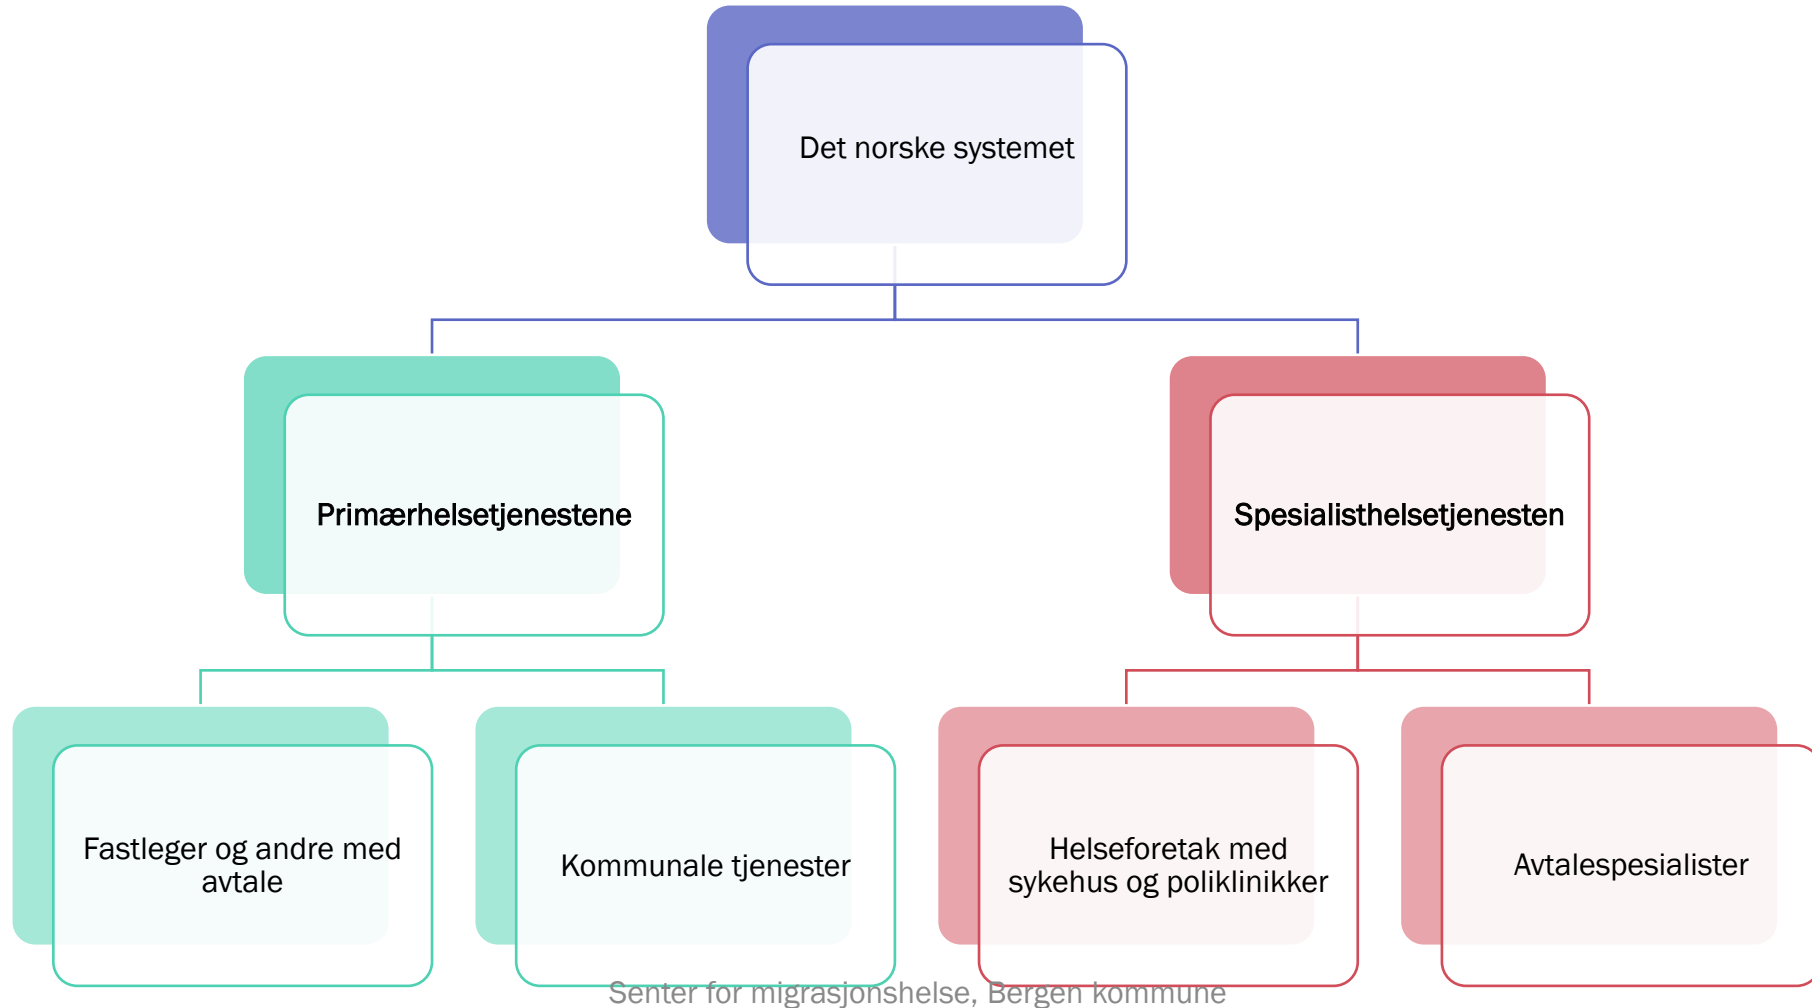 Det norske systemet
Primærhelsetjenestene
Spesialisthelsetjenesten
Fastleger og andre med
avtale
Kommunale tjenester
Helseforetak med
sykehus og poliklinikker
Avtalespesialister
Senter for migrasjonshelse, Bergen kommune